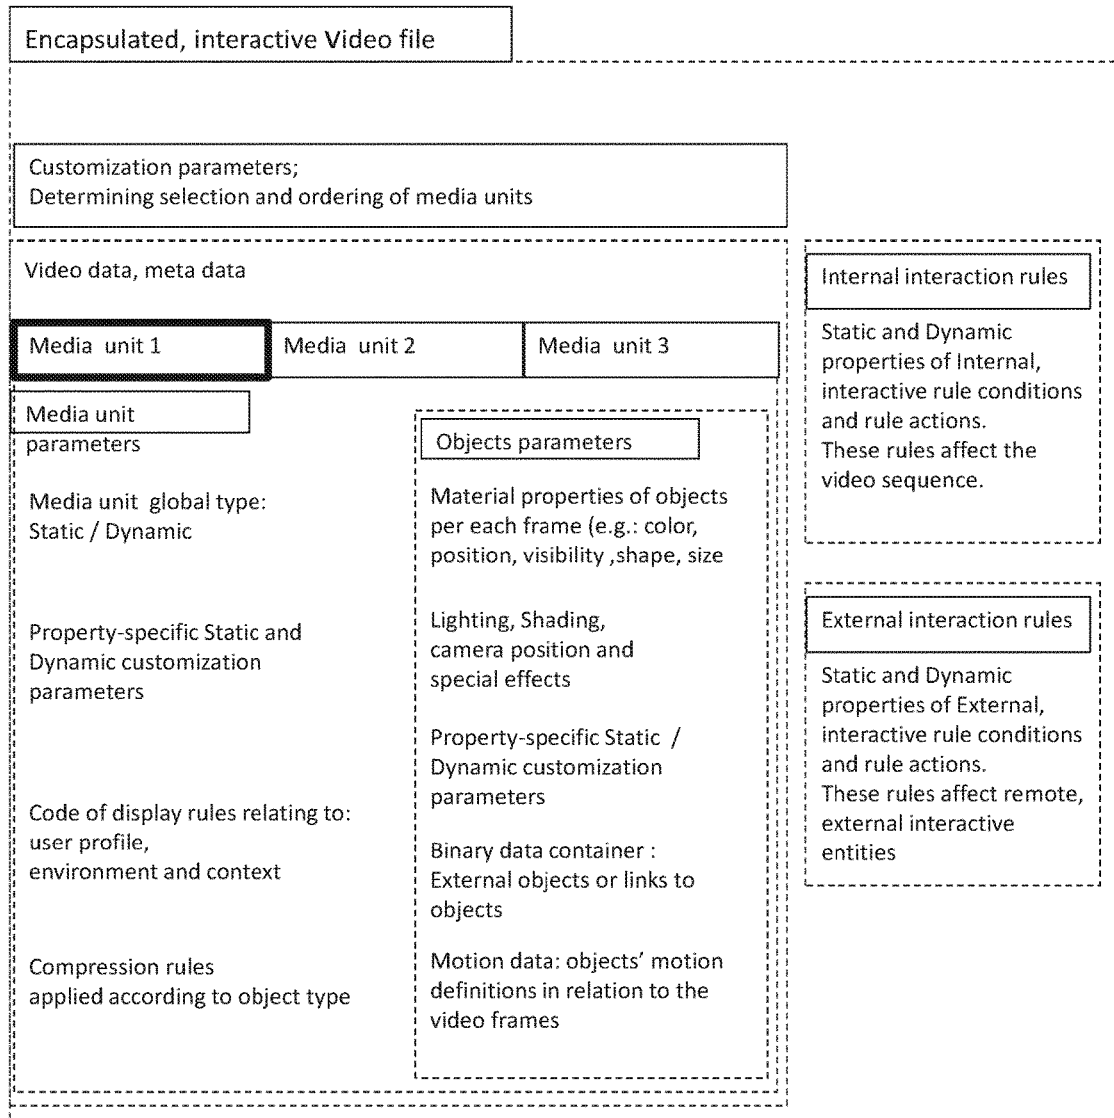 Encapsulated, interactive Video file
Customization parameters;
Determining selection and ordering of media units
Video data, meta data
Media unit 1
Media unit 2
Media unit 3
Media unit
parameters
Media unit global type:
Static / Dynamic
Property-specific Static and
Dynamic customization
parameters
Code of display rules relating to:
user profile,
environment and context
Compression rules
applied according to object type
Objects parameters
Material properties of objects
per each frame (e.g.: color,
position, visibility ,shape, size
Lighting, Shading,
camera position and
special effects
Property-specific Static /
Dynamic customization
parameters
Binary data container :
External objects or links to
objects
Motion data: objects’ motion
definitions in relation to the
video frames
Internal interaction rules
Static and Dynamic
properties of Internal,
interactive rule conditions
and rule actions.
These rules affect the
video sequence.
External interaction rules
Static and Dynamic
properties of External,
interactive rule conditions
and rule actions.
These rules affect remote,
external interactive
entities